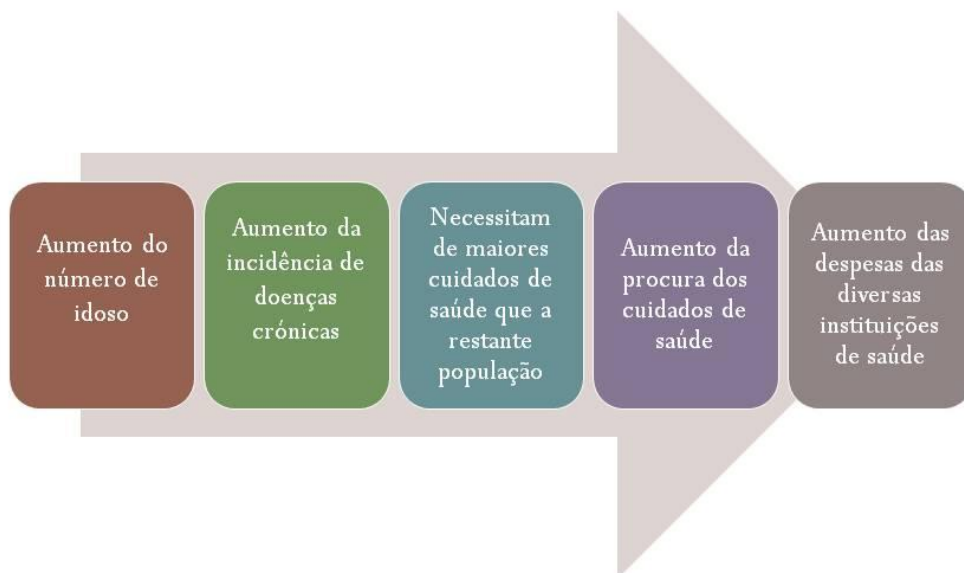 Aumento do
número de
idoso
Aumento da
incidência de
doenças
crónicas
Necessitam
de maiores
cuidados de
saúde que a
restante
população
Aumento da
procura dos
cuidados de
saúde
Aumento das
despesas das
diversas
instituições
de saúde